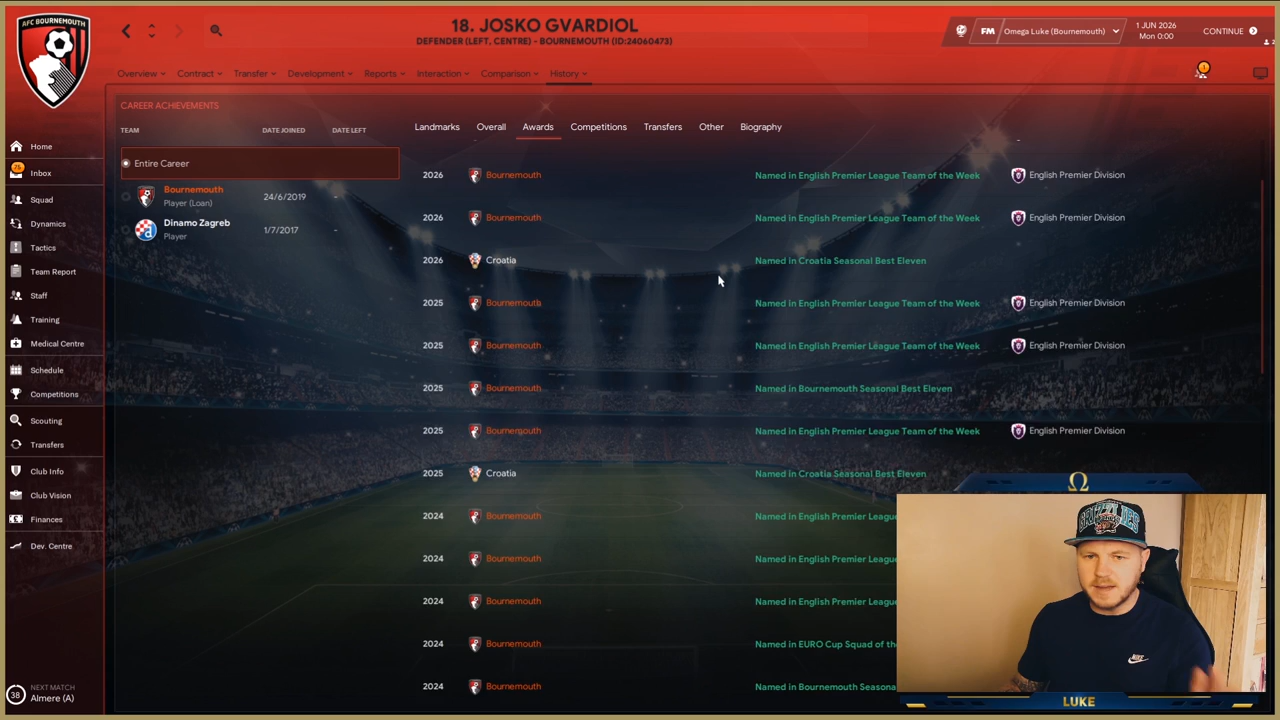 AFC BOURNEMOUTH
18. JOSKO GVARDIOL
DEFENDER (LEFT, CENTRE) - BOURNEMOUTH (ID:24060473)
FM Omega Luke (Bournemouth)
1 JUN 2026
Mon 0:00
CONTINUE
Overview Contract Transfer Development Reports Interaction Comparison History
1
Home
75
Inbox
Squad
Dynamics
Tactics
Team Report
Staff
Training
Medical Centre
Schedule
Competitions
Scouting
Transfers
Club Info
Club Vision
Finances
Dev. Centre
38
NEXT MATCH
Almere (A)
CAREER ACHIEVEMENTS
TEAM DATE JOINED DATE LEFT
Entire Career
Bournemouth
Player (Loan)
24/6/2019 -
Dinamo Zagreb
Player
1/7/2017 -
Landmarks Overall Awards Competitions Transfers Other Biography
2026 Bournemouth Named in English Premier League Team of the Week English Premier Division
2026 Bournemouth Named in English Premier League Team of the Week English Premier Division
2026 Croatia Named in Croatia Seasonal Best Eleven
2025 Bournemouth Named in English Premier League Team of the Week English Premier Division
2025 Bournemouth Named in English Premier League Team of the Week English Premier Division
2025 Bournemouth Named in Bournemouth Seasonal Best Eleven
2025 Bournemouth Named in English Premier League Team of the Week English Premier Division
2025 Croatia Named in Croatia Seasonal Best Eleven
2024 Bournemouth Named in English Premier League
2024 Bournemouth Named in English Premier League
2024 Bournemouth Named in English Premier League
2024 Bournemouth Named in EURO Cup Squad of the
2024 Bournemouth Named in Bournemouth Seasona
Ω
GRIZZLIES
LUKE